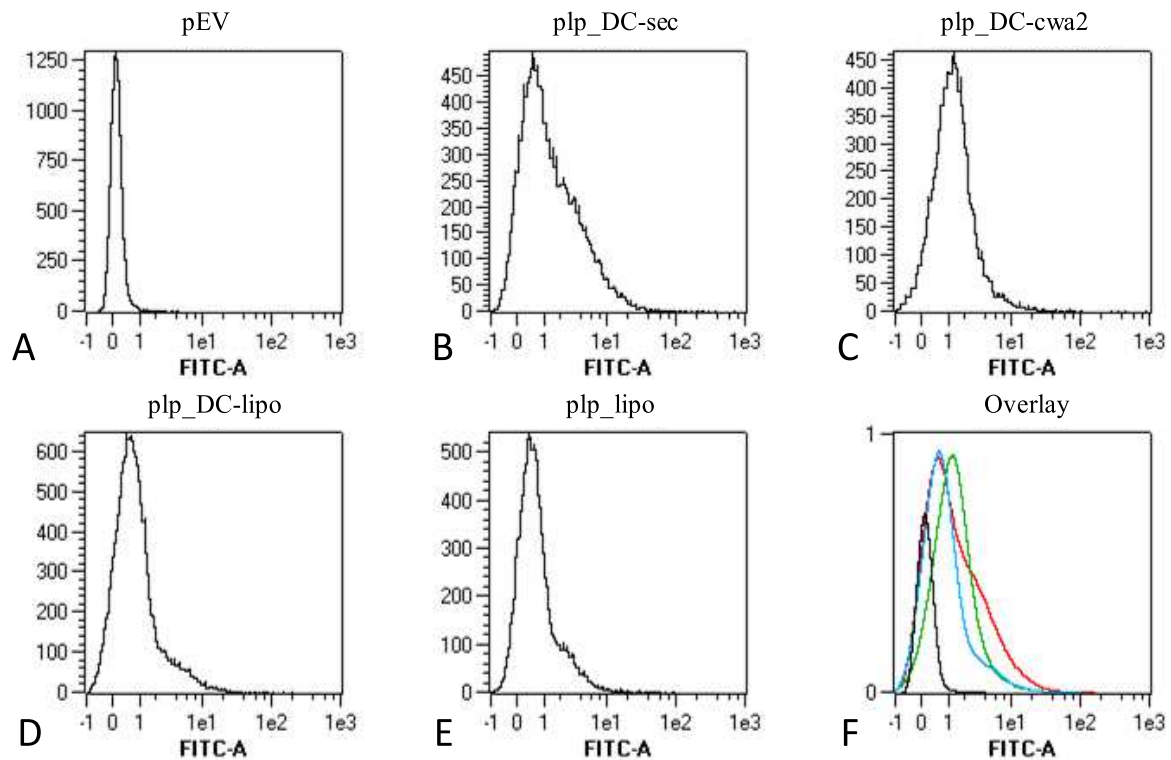 pEV
1250
1000
750
500
250
0
-1 0 1 1e1 1e2 1e3
FITC-A
A
plp_DC-sec
450
400
350
300
250
200
150
100
50
0
-1 0 1 1e1 1e2 1e3
FITC-A
B
plp_DC-cwa2
450
400
350
300
250
200
150
100
50
0
-1 0 1 1e1 1e2 1e3
FITC-A
C
plp_DC-lipo
600
500
400
300
200
100
0
-1 0 1 1e1 1e2 1e3
FITC-A
D
plp_lipo
500
400
300
200
100
0
-1 0 1 1e1 1e2 1e3
FITC-A
E
Overlay
1
0
-1 0 1 1e1 1e2 1e3
FITC-A
F